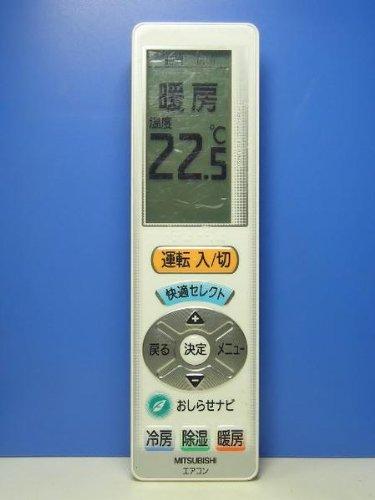 暖房
温度
22.5℃
運転 入/切
快適セレクト
+
戻る 決定 メニュー
−
おしらせナビ
冷房 除湿 暖房
MITSUBISHI
エアコン